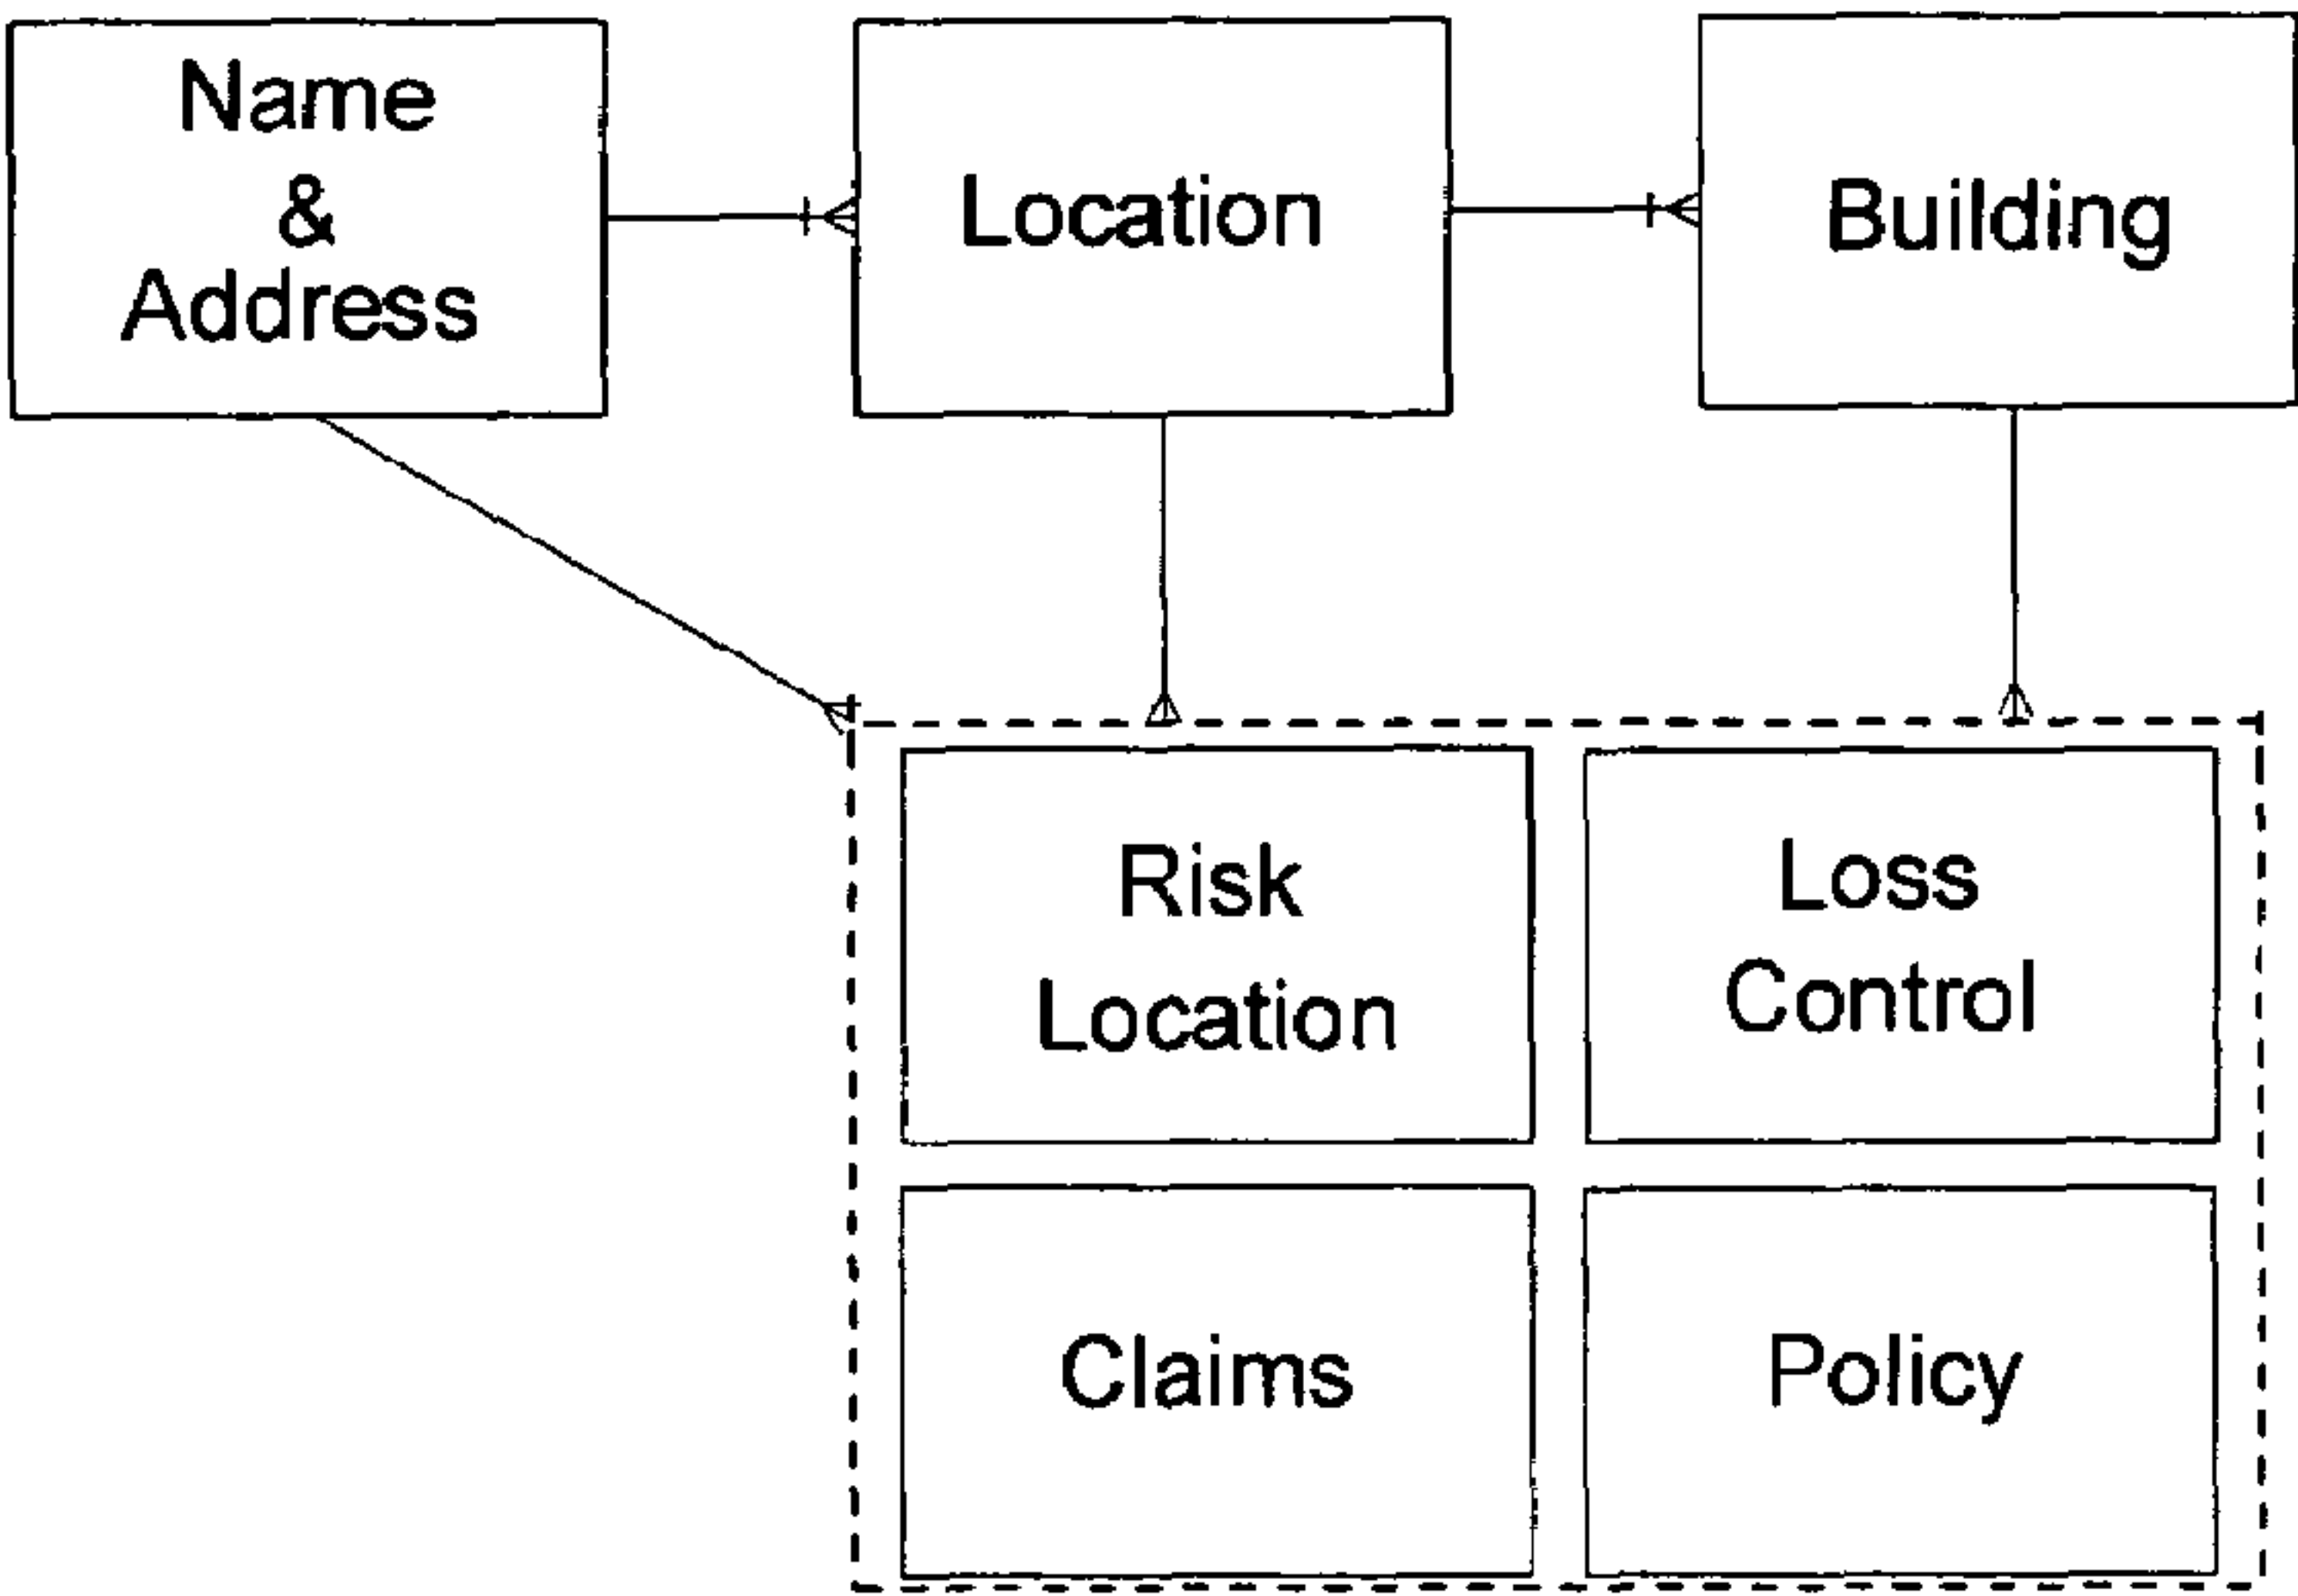 Name
&
Address
Location
Building
Risk
Location
Loss
Control
Claims
Policy